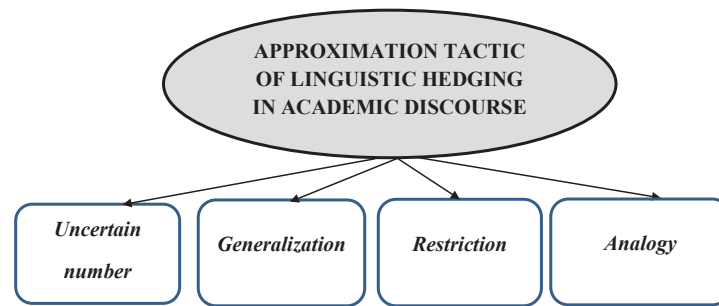 APPROXIMATION TACTIC
OF LINGUISTIC HEDGING
IN ACADEMIC DISCOURSE
Uncertain
number
Generalization
Restriction
Analogy